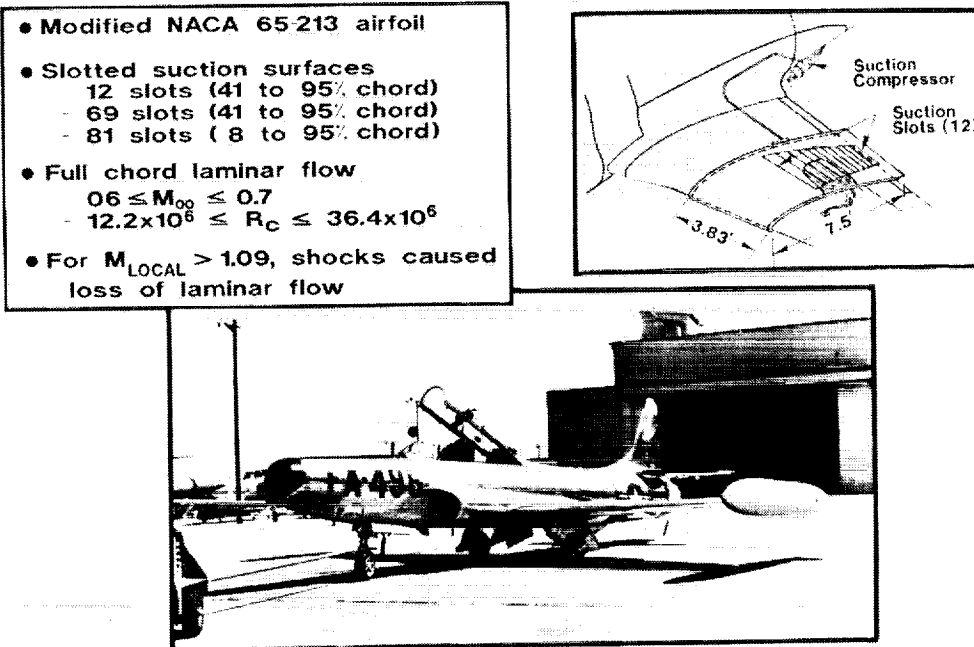 • Modified NACA 65-213 airfoil
• Slotted suction surfaces
12 slots (41 to 95% chord)
- 69 slots (41 to 95% chord)
- 81 slots ( 8 to 95% chord)
• Full chord laminar flow
06 ≤ M∞ ≤ 0.7
- 12.2x10⁶ ≤ R_C ≤ 36.4x10⁶
• For M_LOCAL > 1.09, shocks caused
loss of laminar flow
Suction
Compressor
Suction
Slots (12)
3.83'
7.5'